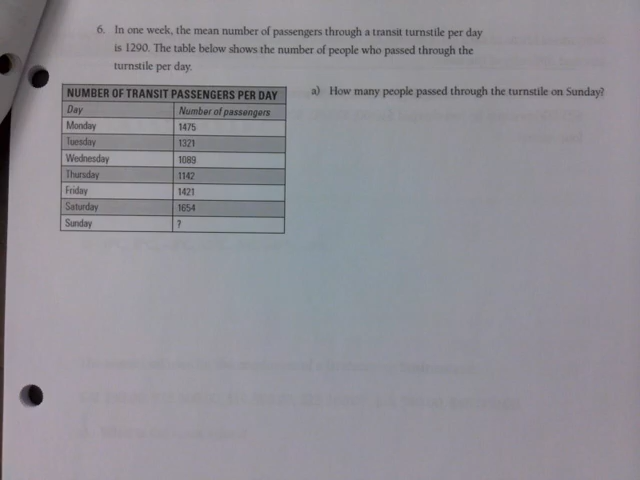 6. In one week, the mean number of passengers through a transit turnstile per day
is 1290. The table below shows the number of people who passed through the
turnstile per day.
NUMBER OF TRANSIT PASSENGERS PER DAY
Day Number of passengers
Monday 1475
Tuesday 1321
Wednesday 1089
Thursday 1142
Friday 1421
Saturday 1654
Sunday ?
a) How many people passed through the turnstile on Sunday?